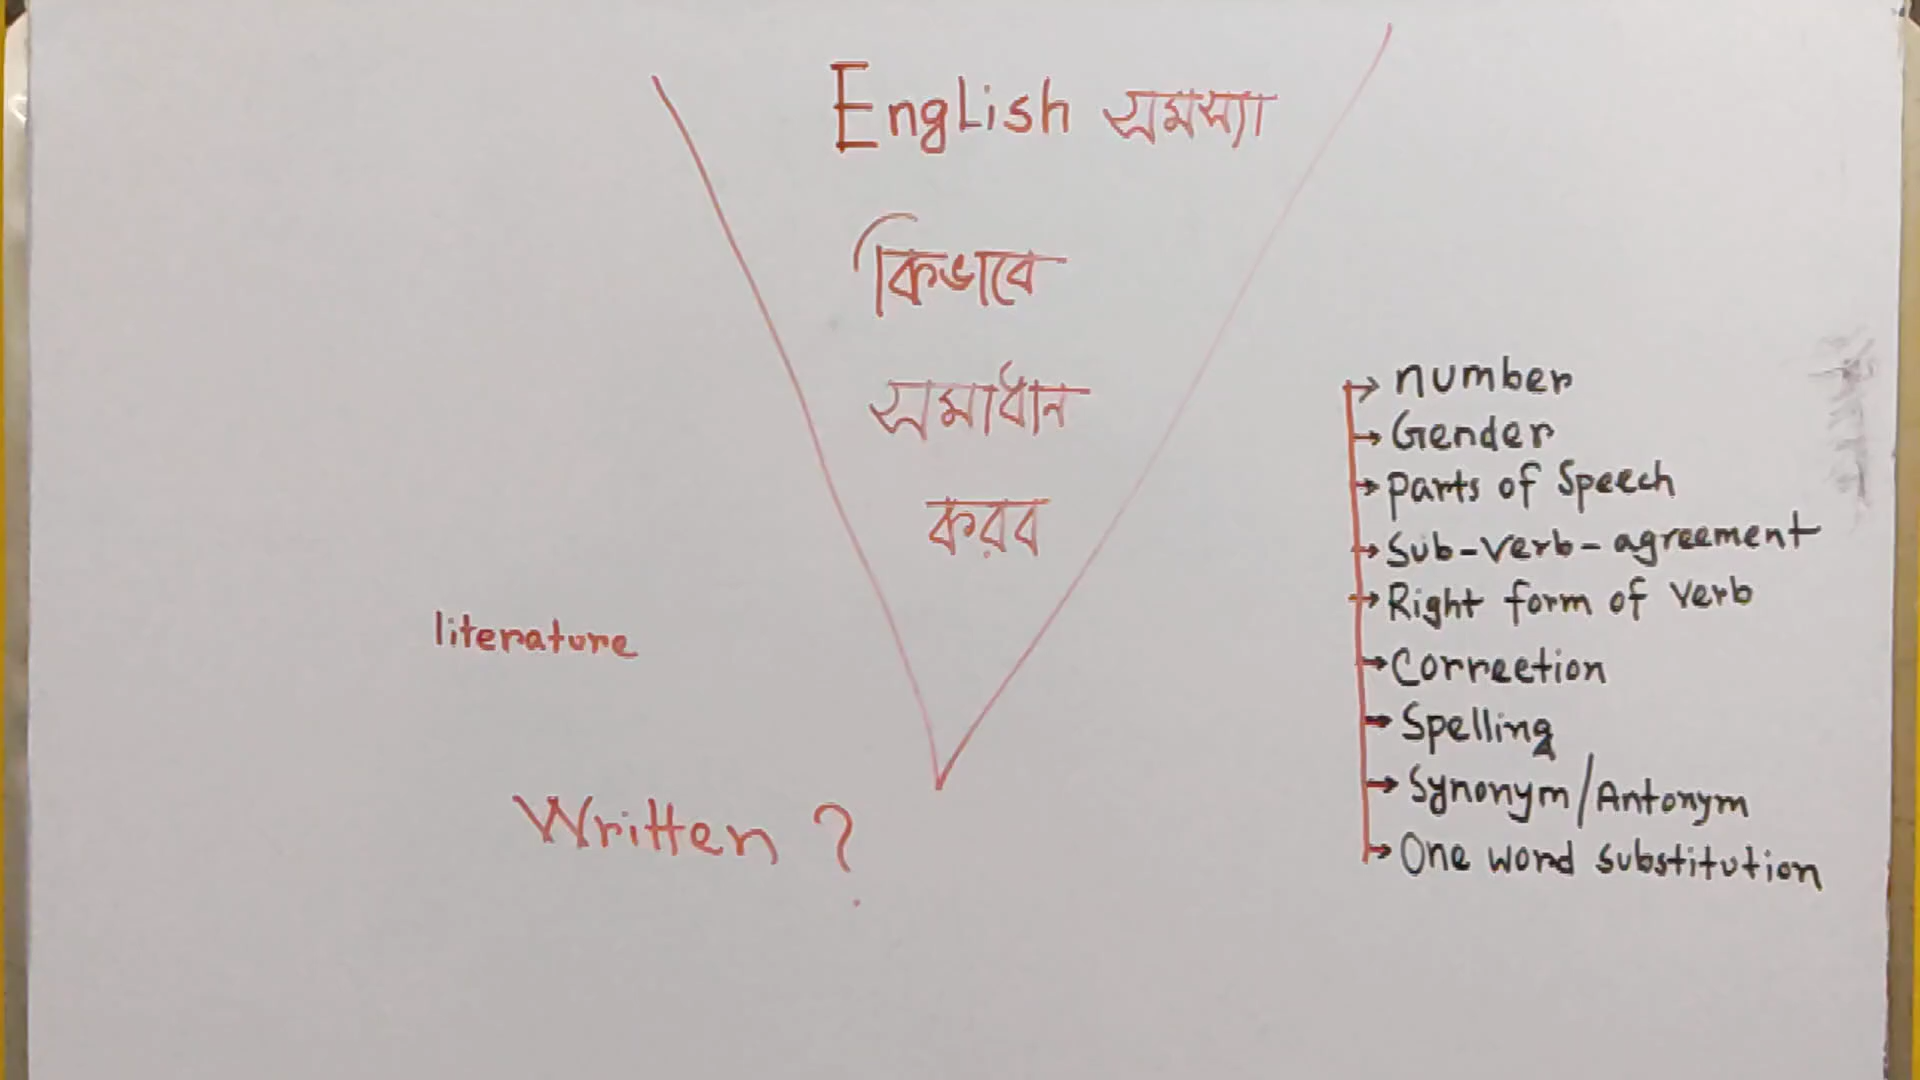 English সমস্যা
কিভাবে
সমাধান
করব
literature
Written ?
number
Gender
parts of Speech
Sub-verb-agreement
Right form of verb
Correction
Spelling
Synonym/Antonym
One word substitution